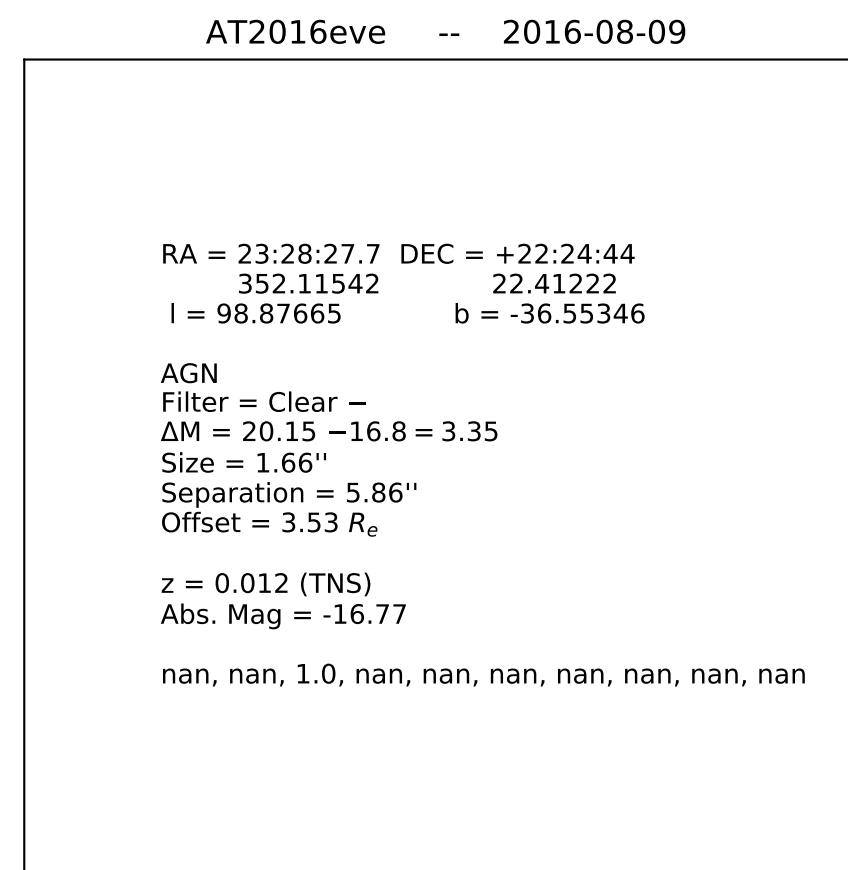 AT2016eve -- 2016-08-09
RA = 23:28:27.7 DEC = +22:24:44
352.11542 22.41222
l = 98.87665 b = -36.55346
AGN
Filter = Clear −
ΔM = 20.15 −16.8 = 3.35
Size = 1.66''
Separation = 5.86''
Offset = 3.53 Rₑ
z = 0.012 (TNS)
Abs. Mag = -16.77
nan, nan, 1.0, nan, nan, nan, nan, nan, nan, nan